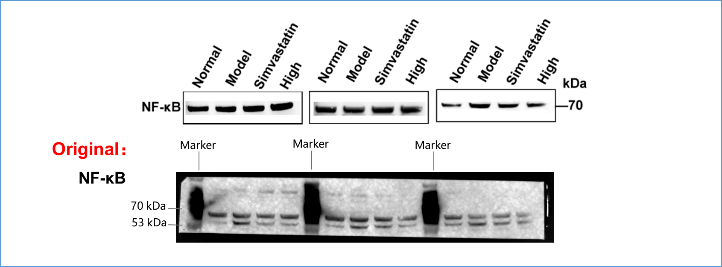 Normal Model Simvastatin High Normal Model Simvastatin High Normal Model Simvastatin High
kDa
NF-κB 70
Original：
Marker Marker Marker
NF-κB
70 kDa
53 kDa